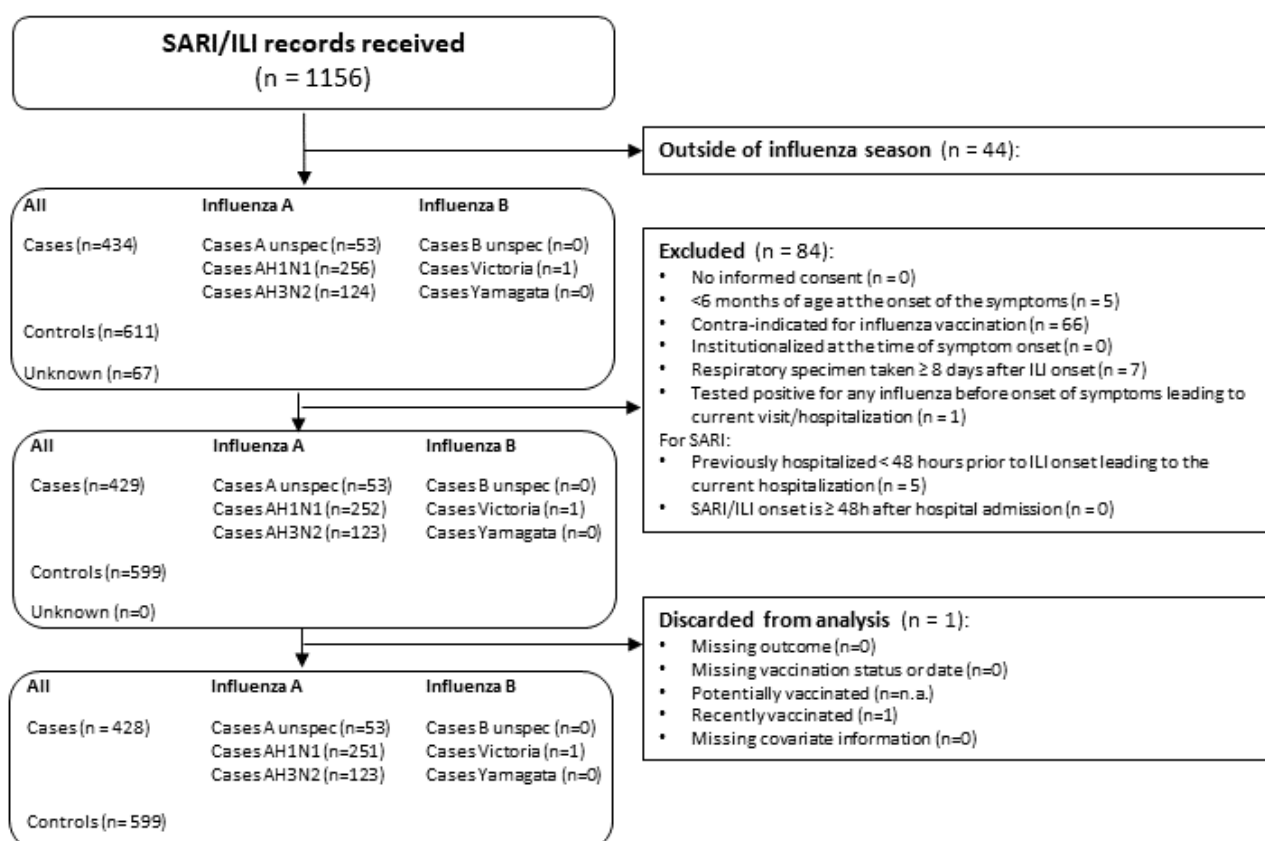 SARI/ILI records received
(n = 1156)
Outside of influenza season (n = 44):
All Influenza A Influenza B
Cases (n=434) Cases A unspec (n=53) Cases B unspec (n=0)
Cases AH1N1 (n=256) Cases Victoria (n=1)
Cases AH3N2 (n=124) Cases Yamagata (n=0)
Controls (n=611)
Unknown (n=67)
Excluded (n = 84):
• No informed consent (n = 0)
• <6 months of age at the onset of the symptoms (n = 5)
• Contra-indicated for influenza vaccination (n = 66)
• Institutionalized at the time of symptom onset (n = 0)
• Respiratory specimen taken ≥ 8 days after ILI onset (n = 7)
• Tested positive for any influenza before onset of symptoms leading to
current visit/hospitalization (n = 1)
For SARI:
• Previously hospitalized < 48 hours prior to ILI onset leading to the
current hospitalization (n = 5)
• SARI/ILI onset is ≥ 48h after hospital admission (n = 0)
All Influenza A Influenza B
Cases (n=429) Cases A unspec (n=53) Cases B unspec (n=0)
Cases AH1N1 (n=252) Cases Victoria (n=1)
Cases AH3N2 (n=123) Cases Yamagata (n=0)
Controls (n=599)
Unknown (n=0)
Discarded from analysis (n = 1):
• Missing outcome (n=0)
• Missing vaccination status or date (n=0)
• Potentially vaccinated (n=n.a.)
• Recently vaccinated (n=1)
• Missing covariate information (n=0)
All Influenza A Influenza B
Cases (n = 428) Cases A unspec (n=53) Cases B unspec (n=0)
Cases AH1N1 (n=251) Cases Victoria (n=1)
Cases AH3N2 (n=123) Cases Yamagata (n=0)
Controls (n= 599)